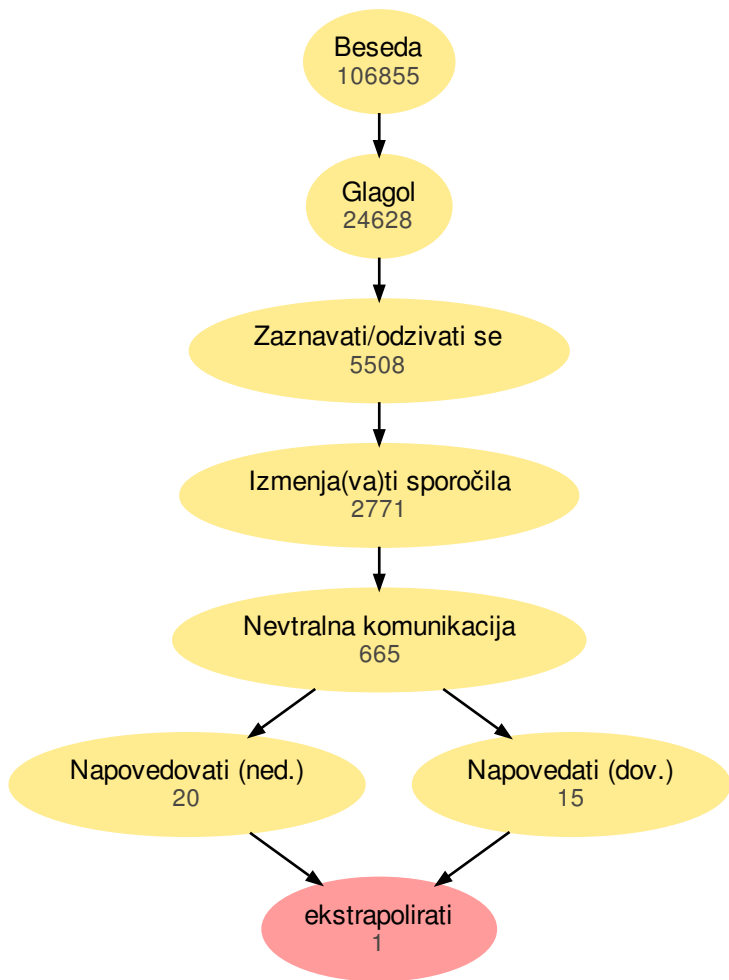 Beseda
106855
Glagol
24628
Zaznavati/odzivati se
5508
Izmenja(va)ti sporočila
2771
Nevtralna komunikacija
665
Napovedovati (ned.)
20
Napovedati (dov.)
15
ekstrapolirati
1